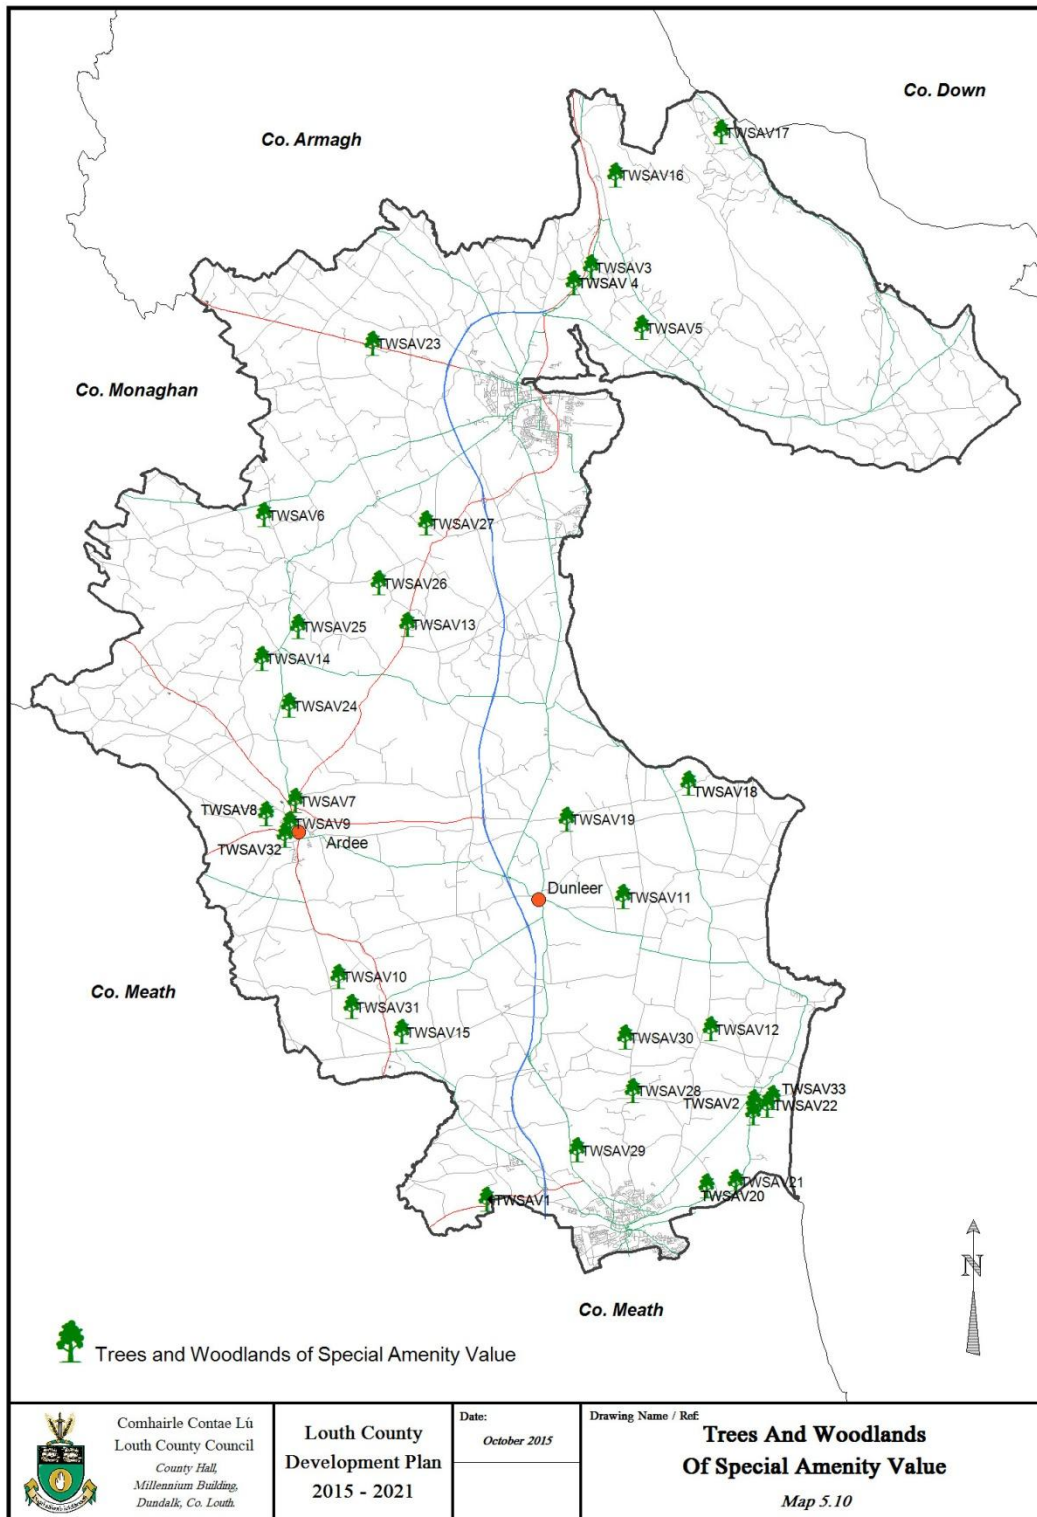 Co. Down
TWSAV17
Co. Armagh
TWSAV16
TWSAV3
TWSAV 4
TWSAV5
TWSAV23
Co. Monaghan
TWSAV6
TWSAV27
TWSAV26
TWSAV25
TWSAV13
TWSAV14
TWSAV24
TWSAV18
TWSAV7
TWSAV8
TWSAV19
TWSAV9
Ardee
TWSAV32
Dunleer
TWSAV11
TWSAV10
Co. Meath
TWSAV31
TWSAV15
TWSAV12
TWSAV30
TWSAV28
TWSAV33
TWSAV2
TWSAV22
TWSAV29
TWSAV21
TWSAV20
TWSAV1
N
Co. Meath
Trees and Woodlands of Special Amenity Value
Comhairle Contae Lú
Louth County Council
County Hall,
Millennium Building,
Dundalk, Co. Louth.
Louth County
Development Plan
2015 - 2021
Date:
October 2015
Drawing Name / Ref:
Trees And Woodlands
Of Special Amenity Value
Map 5.10